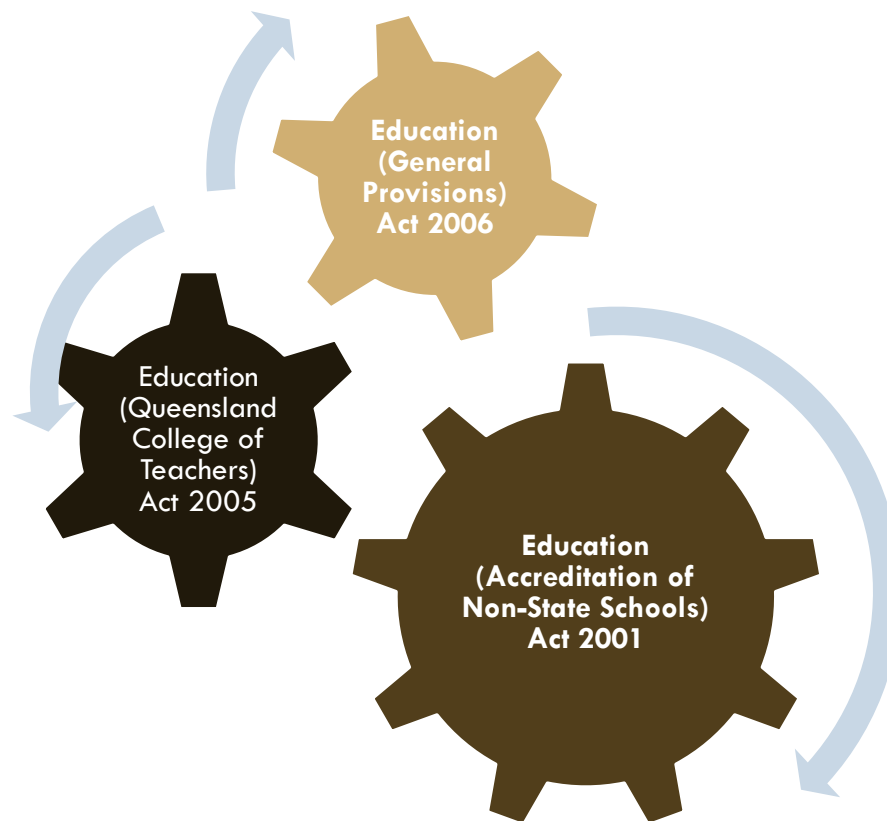 Education
(General
Provisions)
Act 2006
Education
(Queensland
College of
Teachers)
Act 2005
Education
(Accreditation of
Non-State Schools)
Act 2001